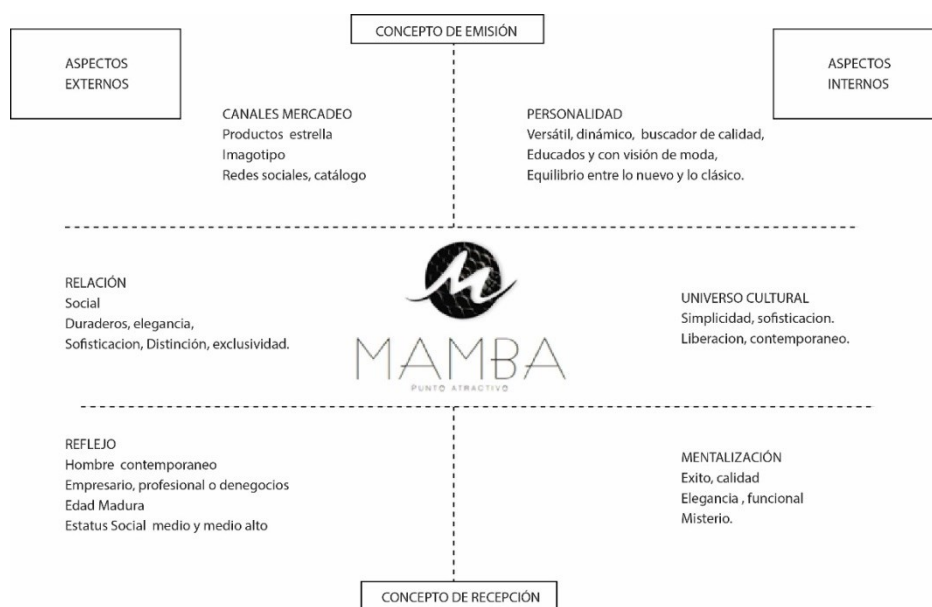 CONCEPTO DE EMISIÓN
ASPECTOS
EXTERNOS
ASPECTOS
INTERNOS
CANALES MERCADEO
Productos estrella
Imagotipo
Redes sociales, catálogo
PERSONALIDAD
Versátil, dinámico, buscador de calidad,
Educados y con visión de moda,
Equilibrio entre lo nuevo y lo clásico.
RELACIÓN
Social
Duraderos, elegancia,
Sofisticacion, Distinción, exclusividad.
M
MAMBA
PUNTO ATRACTIVO
UNIVERSO CULTURAL
Simplicidad, sofisticacion.
Liberacion, contemporaneo.
REFLEJO
Hombre contemporaneo
Empresario, profesional o denegocios
Edad Madura
Estatus Social medio y medio alto
MENTALIZACIÓN
Exito, calidad
Elegancia , funcional
Misterio.
CONCEPTO DE RECEPCIÓN